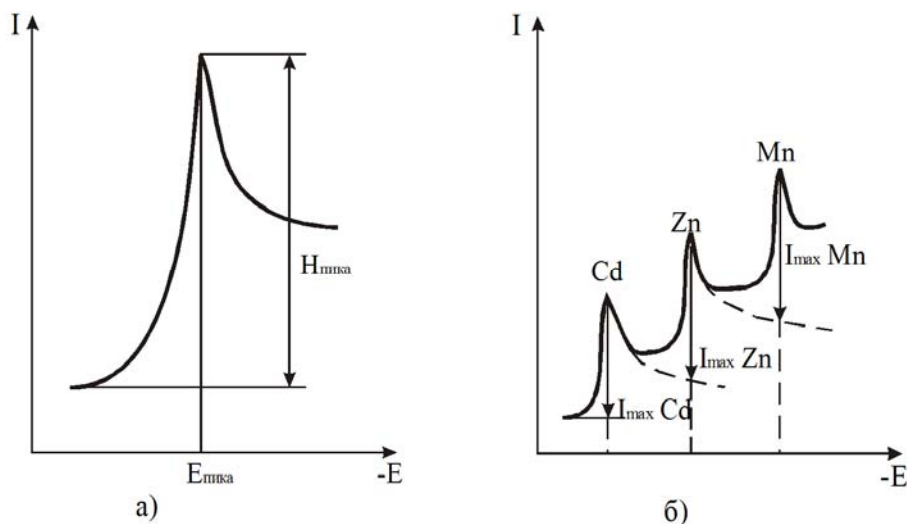 I
Hпика
Eпика
-E
а)
I
Cd
Zn
Mn
Imax Mn
Imax Zn
Imax Cd
-E
б)